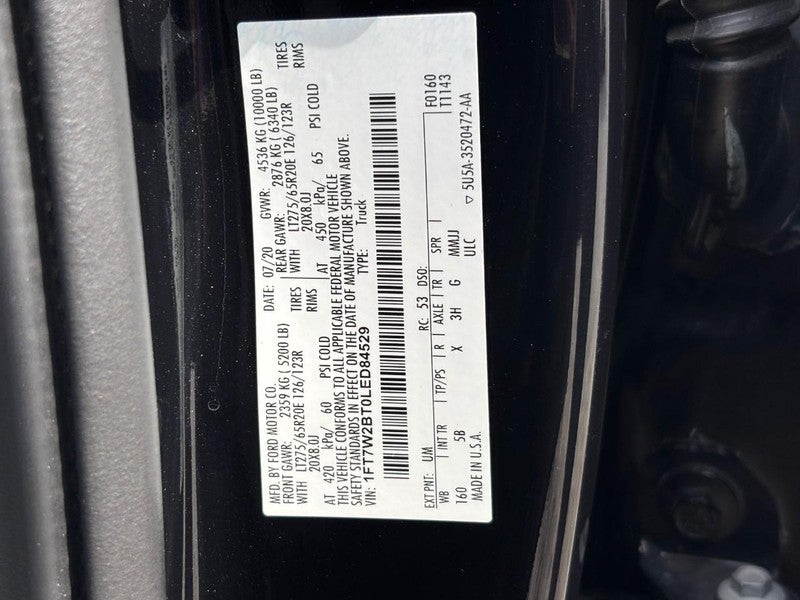 MFD. BY FORD MOTOR CO.
DATE: 07/20 GVWR: 4536 KG (10000 LB)
FRONT GAWR: 2359 KG ( 5200 LB) REAR GAWR: 2876 KG ( 6340 LB)
WITH LT275/65R20E 126/123R TIRES WITH LT275/65R20E 126/123R TIRES
20X8.0J RIMS 20X8.0J RIMS
AT 420 kPa/ 60 PSI COLD AT 450 kPa/ 65 PSI COLD
THIS VEHICLE CONFORMS TO ALL APPLICABLE FEDERAL MOTOR VEHICLE
SAFETY STANDARDS IN EFFECT ON THE DATE OF MANUFACTURE SHOWN ABOVE.
VIN: 1FT7W2BT0LED84529 TYPE: Truck
F0160
T1143
EXT PNT: UM RC: 53 DSO:
WB INT TR TP/PS R AXLE TR SPR
160 5B X 3H G MMJJ
ULC
MADE IN U.S.A. ▽ 5U5A-3520472-AA